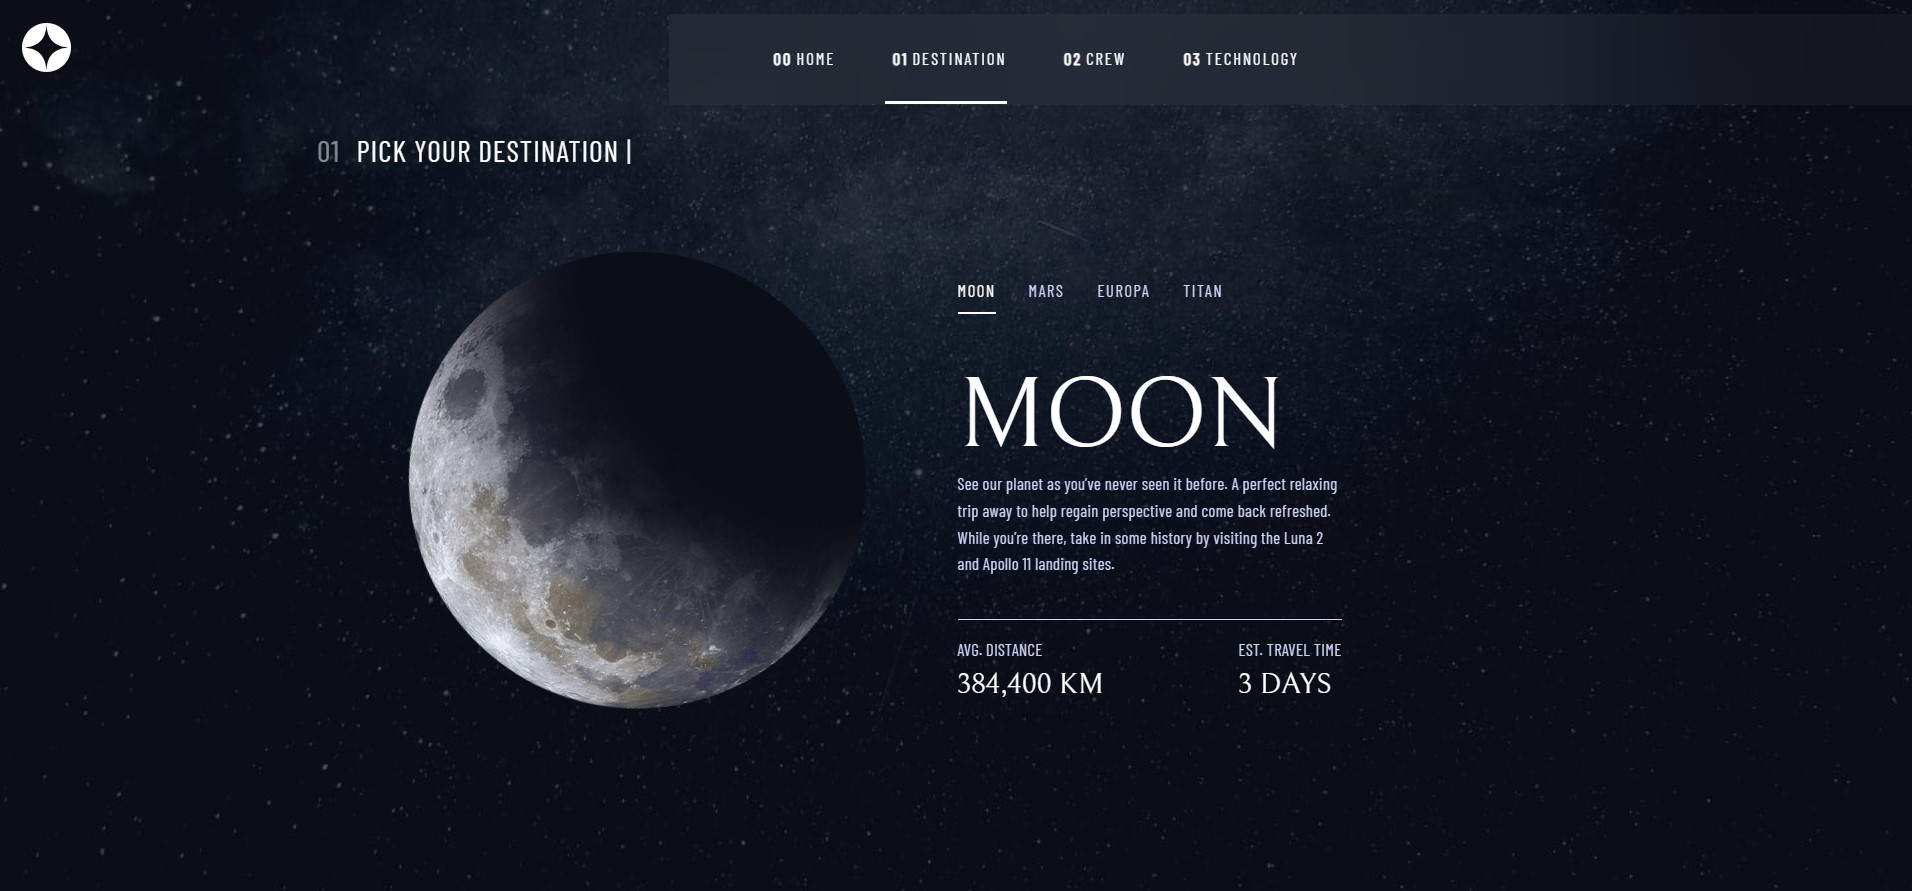 00 HOME 01 DESTINATION 02 CREW 03 TECHNOLOGY
01 PICK YOUR DESTINATION |
MOON MARS EUROPA TITAN
MOON
See our planet as you've never seen it before. A perfect relaxing
trip away to help regain perspective and come back refreshed.
While you're there, take in some history by visiting the Luna 2
and Apollo 11 landing sites.
AVG. DISTANCE EST. TRAVEL TIME
384,400 KM 3 DAYS